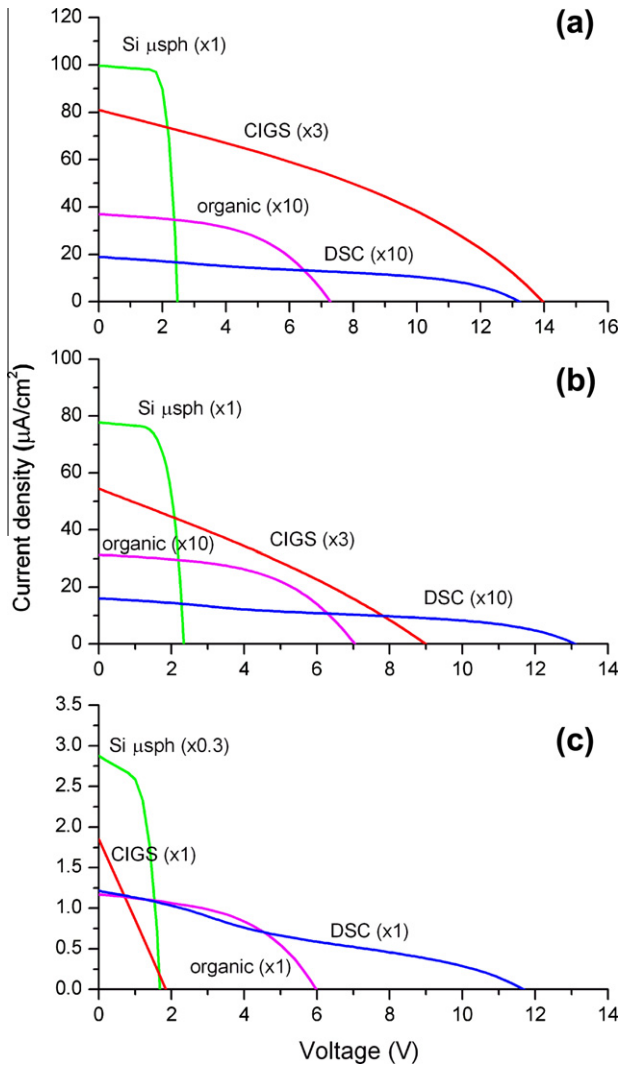 (a)
120
100
80
60
40
20
0
Si μsph (x1)
CIGS (x3)
organic (x10)
DSC (x10)
0 2 4 6 8 10 12 14 16
(b)
100
80
60
40
20
0
Si μsph (x1)
organic (x10)
CIGS (x3)
DSC (x10)
0 2 4 6 8 10 12 14
Current density (μA/cm²)
(c)
3.5
3.0
2.5
2.0
1.5
1.0
0.5
0.0
Si μsph (x0.3)
CIGS (x1)
DSC (x1)
organic (x1)
0 2 4 6 8 10 12 14
Voltage (V)